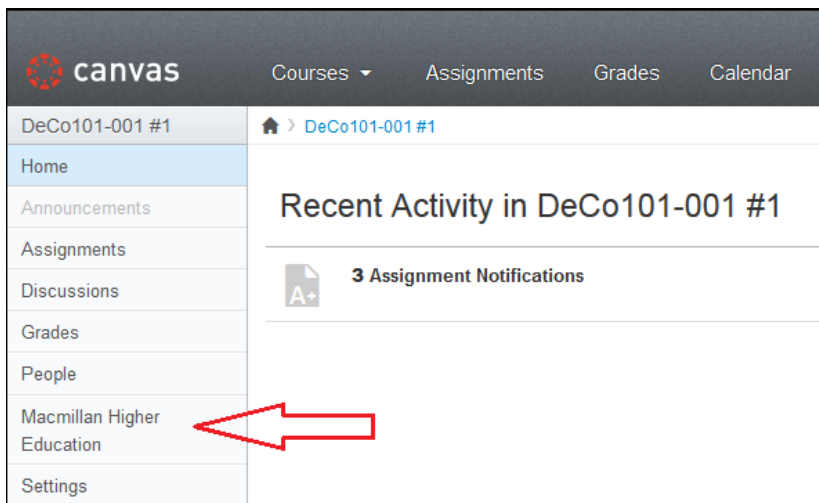 canvas
Courses
Assignments
Grades
Calendar
DeCo101-001 #1
DeCo101-001 #1
Home
Announcements
Assignments
Discussions
Grades
People
Macmillan Higher
Education
Settings
Recent Activity in DeCo101-001 #1
A+
3 Assignment Notifications